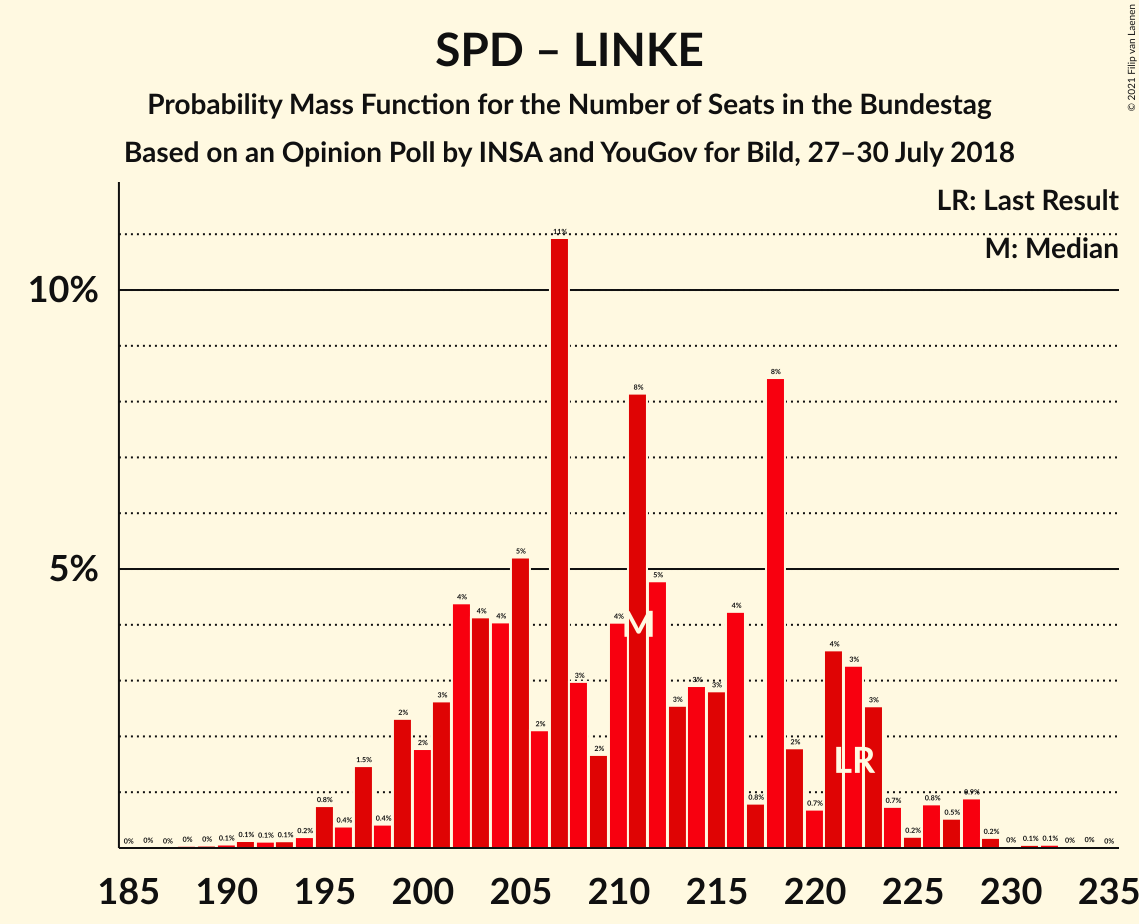 SPD – LINKE
Probability Mass Function for the Number of Seats in the Bundestag
Based on an Opinion Poll by INSA and YouGov for Bild, 27–30 July 2018
© 2021 Filip van Laenen
LR: Last Result
M: Median
10%
5%
0% 0% 0% 0% 0% 0.1% 0.1% 0.1% 0.1% 0.2% 0.8% 0.4% 1.5% 0.4% 2% 2% 3% 4% 4% 4% 5% 2% 11% 3% 2% 4% 8% 5% 3% 3% 3% 4% 0.8% 8% 2% 0.7% 4% 3% 3% 0.7% 0.2% 0.8% 0.5% 0.9% 0.2% 0% 0.1% 0.1% 0% 0% 0%
M
LR
185 190 195 200 205 210 215 220 225 230 235